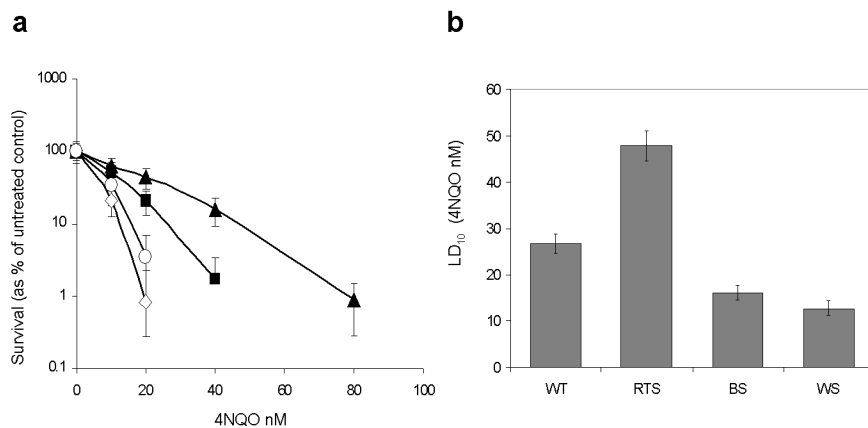 a
b
Survival (as % of untreated control)
1000
100
10
1
0.1
0
20
40
60
80
100
4NQO nM
LD10 (4NQO nM)
60
50
40
30
20
10
0
WT
RTS
BS
WS